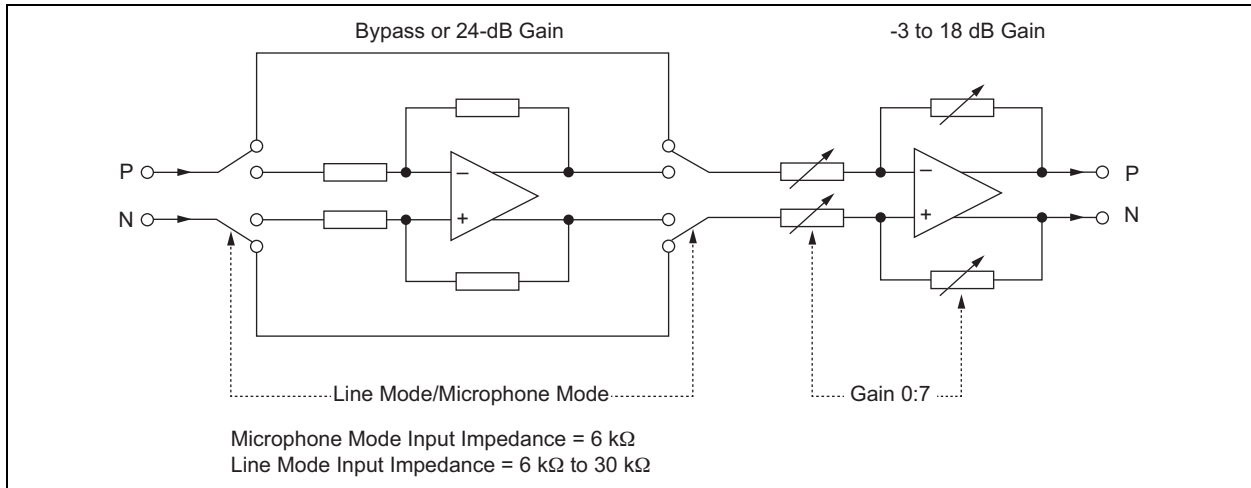 Bypass or 24-dB Gain
-3 to 18 dB Gain
P
−
−
P
N
+
+
N
Line Mode/Microphone Mode
Gain 0:7
Microphone Mode Input Impedance = 6 kΩ
Line Mode Input Impedance = 6 kΩ to 30 kΩ